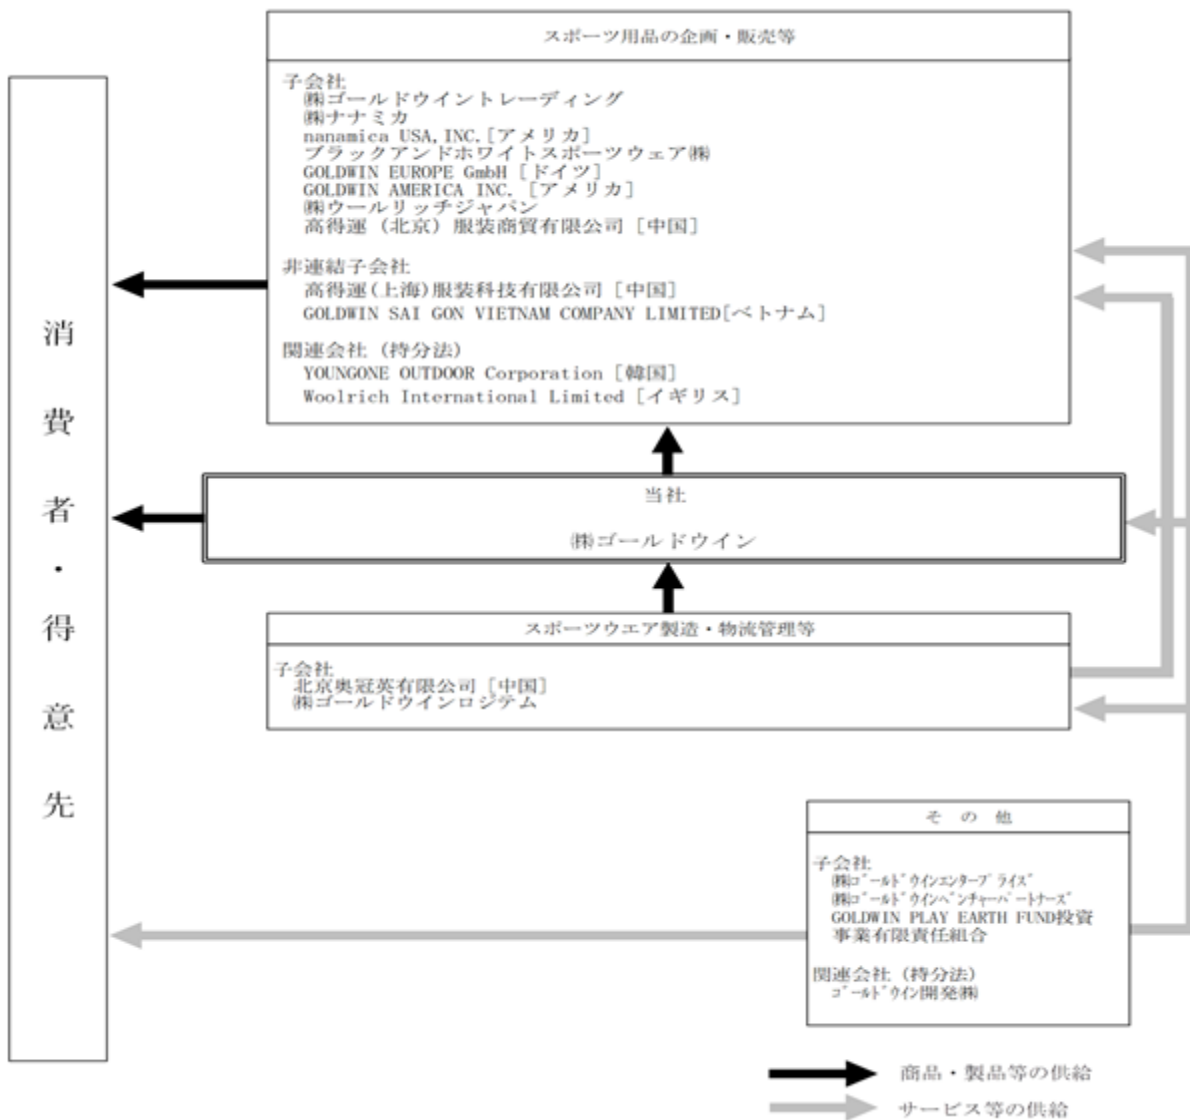 スポーツ用品の企画・販売等
子会社
㈱ゴールドウイントレーディング
㈱ナナミカ
nanamica USA,INC.[アメリカ]
ブラックアンドホワイトスポーツウェア㈱
GOLDWIN EUROPE GmbH [ドイツ]
GOLDWIN AMERICA INC. [アメリカ]
㈱ウールリッチジャパン
高得運（北京）服装商貿有限公司 [中国]
非連結子会社
高得運(上海)服装科技有限公司 [中国]
GOLDWIN SAI GON VIETNAM COMPANY LIMITED[ベトナム]
関連会社（持分法）
YOUNGONE OUTDOOR Corporation [韓国]
Woolrich International Limited [イギリス]
消費者・得意先
当社
㈱ゴールドウイン
スポーツウエア製造・物流管理等
子会社
北京奥冠英有限公司 [中国]
㈱ゴールドウインロジテム
その他
子会社
㈱ｺﾞｰﾙﾄﾞｳｲﾝｴﾝﾀｰﾌﾟﾗｲｽﾞ
㈱ｺﾞｰﾙﾄﾞｳｲﾝﾍﾞﾝﾁｬｰﾊﾟｰﾄﾅｰｽﾞ
GOLDWIN PLAY EARTH FUND投資
事業有限責任組合
関連会社（持分法）
ｺﾞｰﾙﾄﾞｳｲﾝ開発㈱
商品・製品等の供給
サービス等の供給